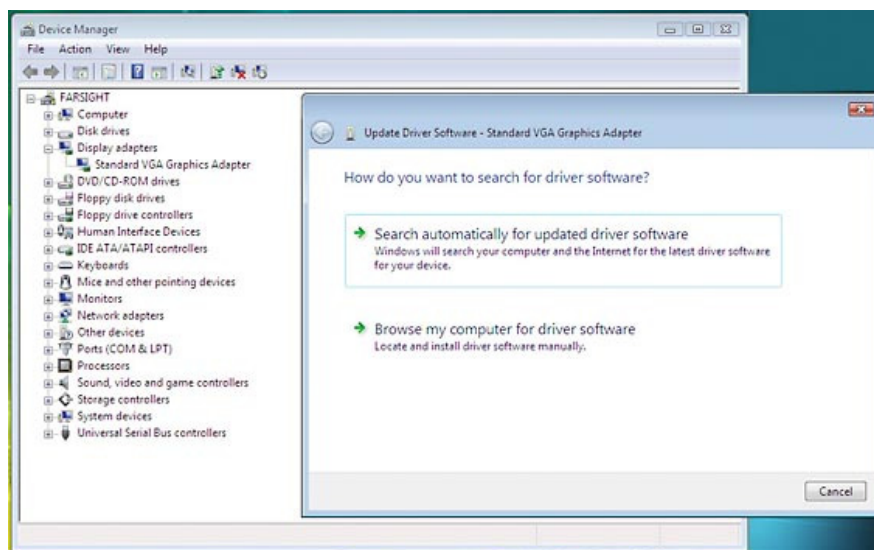 Device Manager
File Action View Help
FARSIGHT
Computer
Disk drives
Display adapters
Standard VGA Graphics Adapter
DVD/CD-ROM drives
Floppy disk drives
Floppy drive controllers
Human Interface Devices
IDE ATA/ATAPI controllers
Keyboards
Mice and other pointing devices
Monitors
Network adapters
Other devices
Ports (COM & LPT)
Processors
Sound, video and game controllers
Storage controllers
System devices
Universal Serial Bus controllers
Update Driver Software - Standard VGA Graphics Adapter
How do you want to search for driver software?
Search automatically for updated driver software
Windows will search your computer and the Internet for the latest driver software
for your device.
Browse my computer for driver software
Locate and install driver software manually.
Cancel